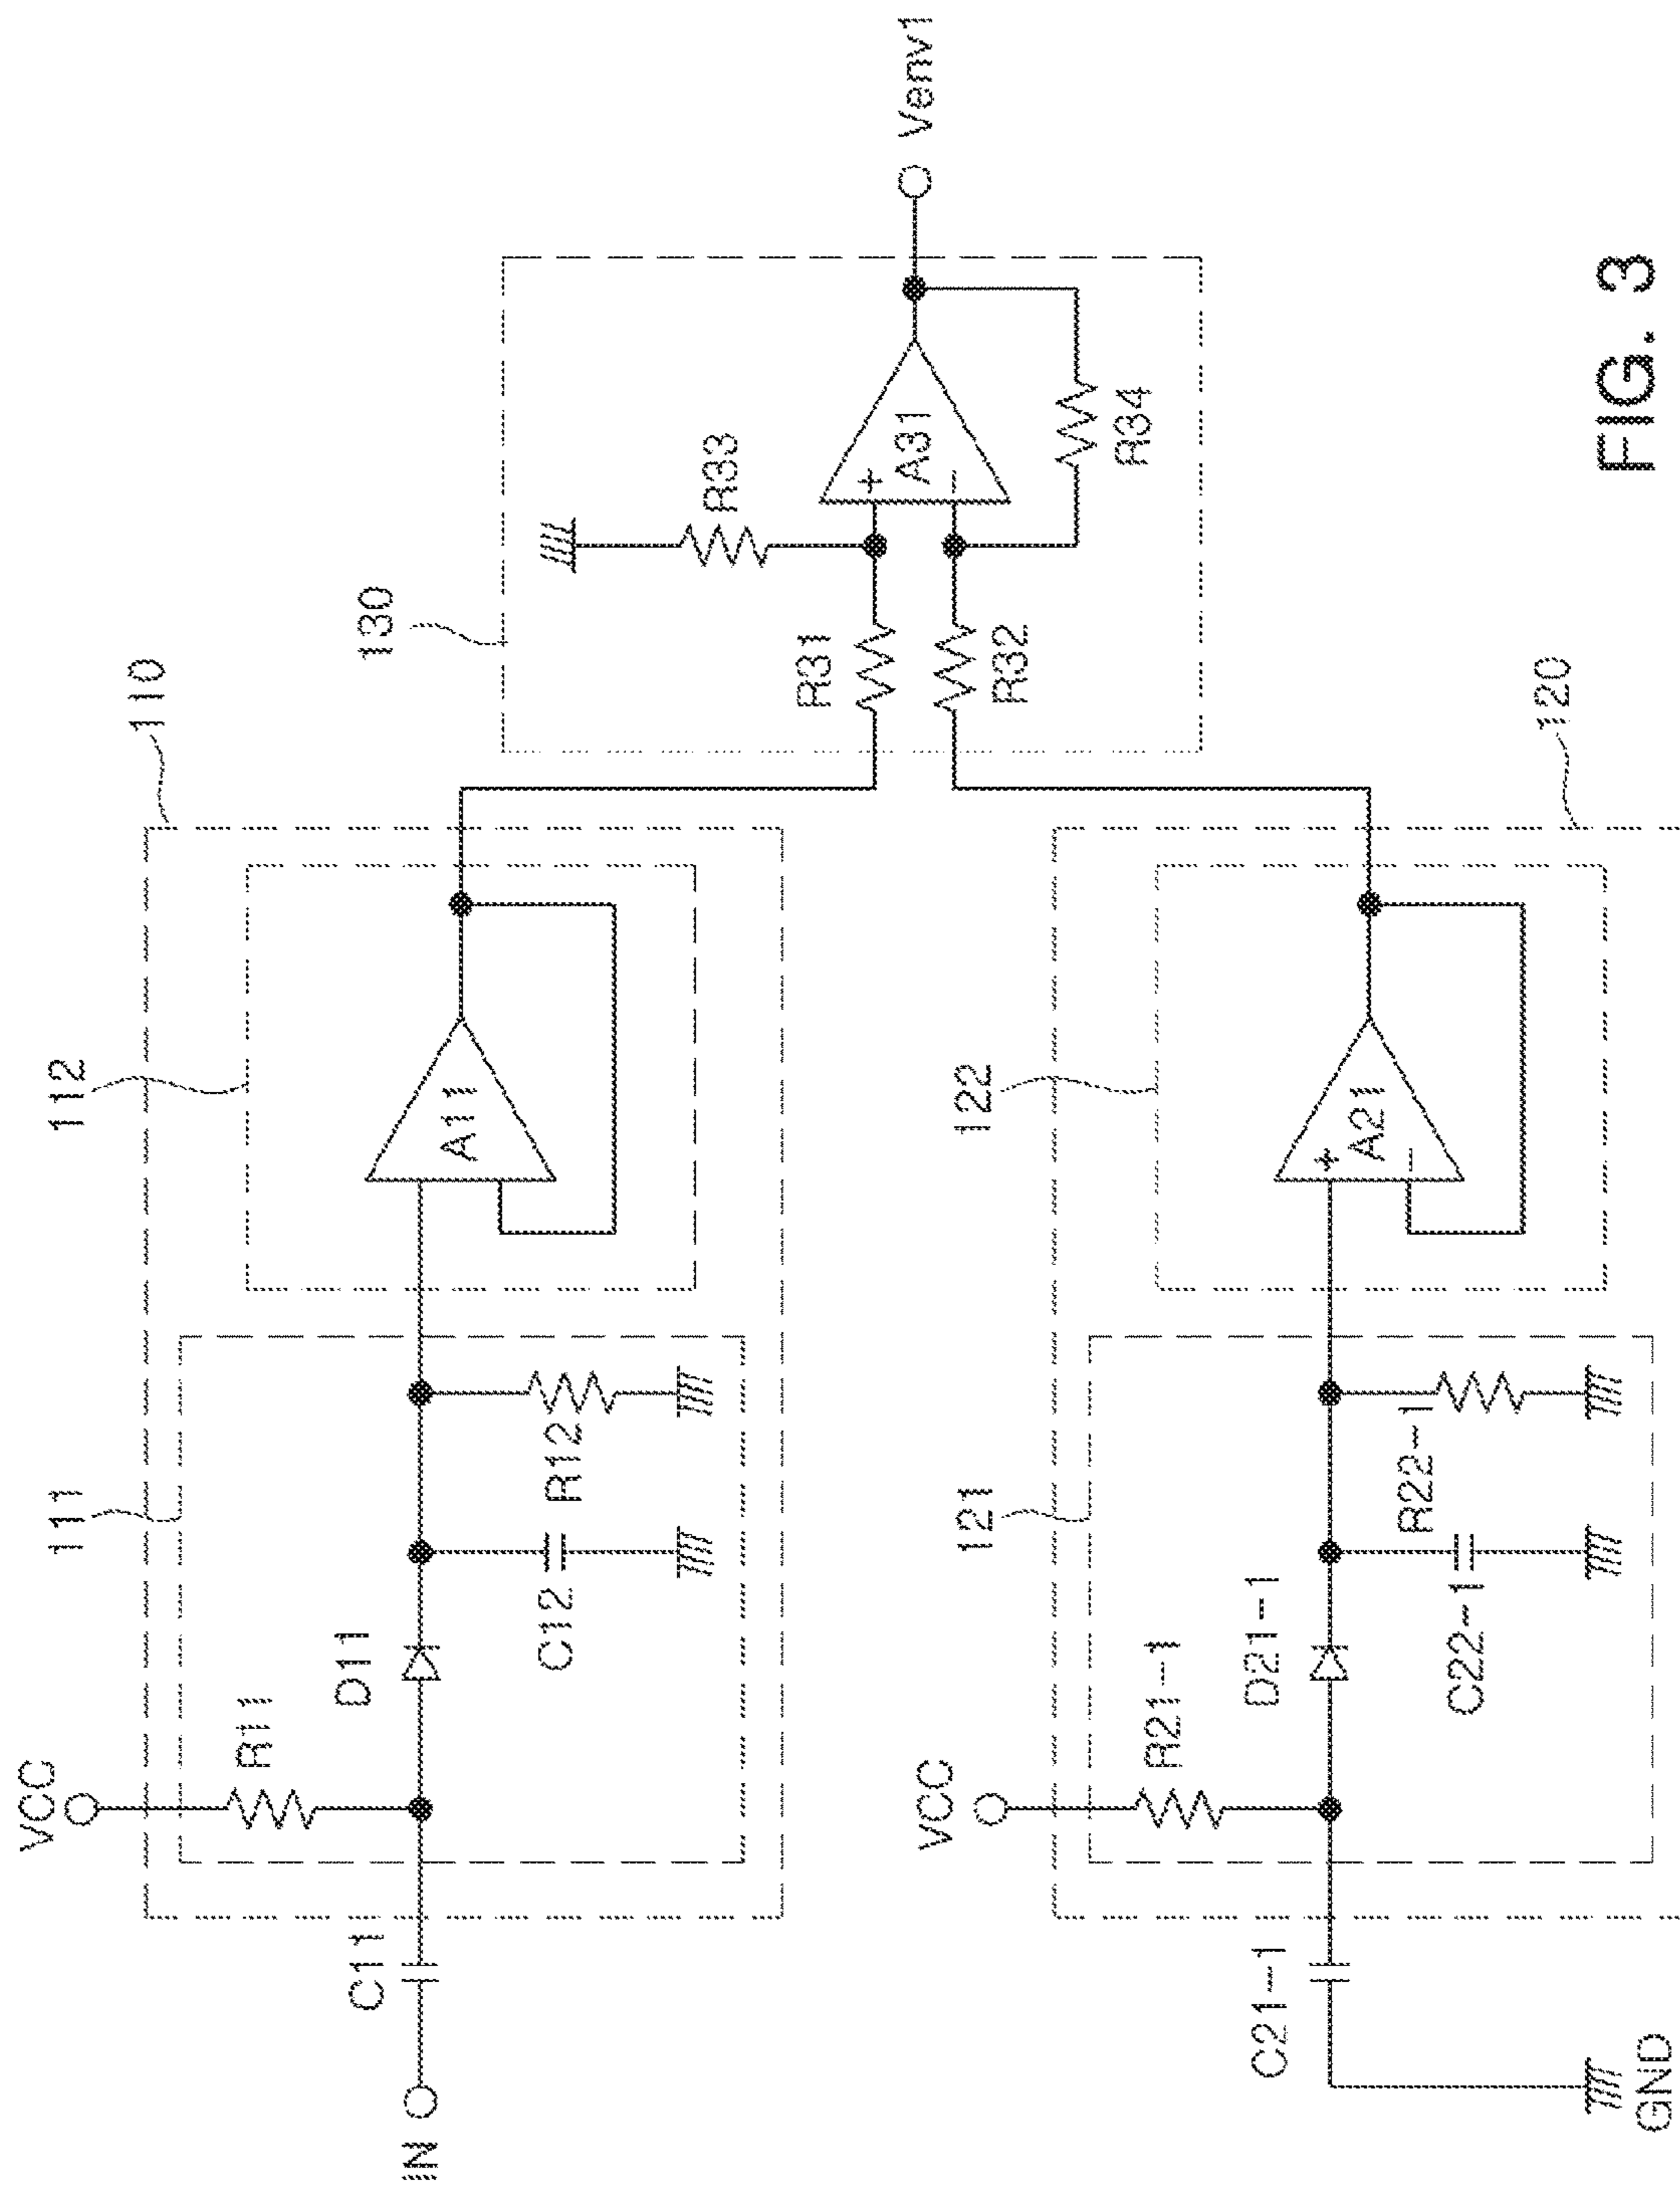 VCC
R11
111
112
110
IN
C11
D11
C12
R12
A11
130
R33
R31
+
A31
−
R32
R34
Venv1
VCC
R21-1
121
122
120
C21-1
D21-1
C22-1
R22-1
+
A21
−
GND
FIG. 3